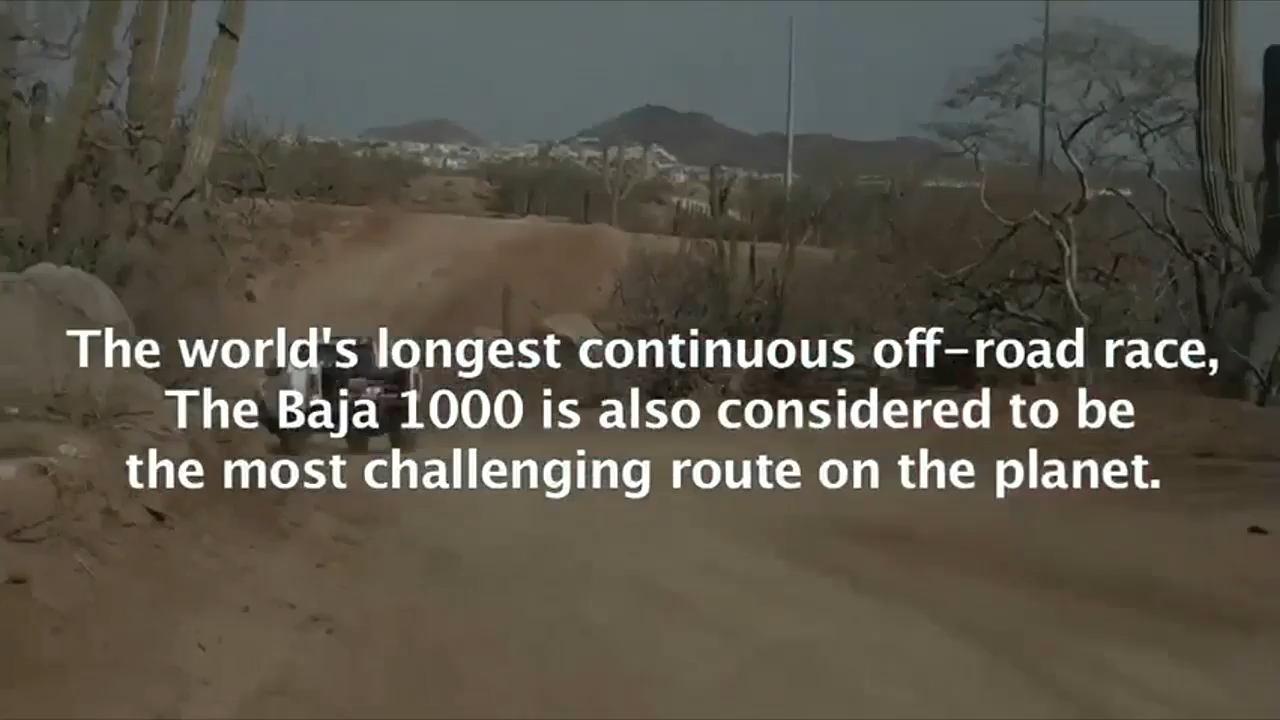 The world's longest continuous off-road race,
The Baja 1000 is also considered to be
the most challenging route on the planet.